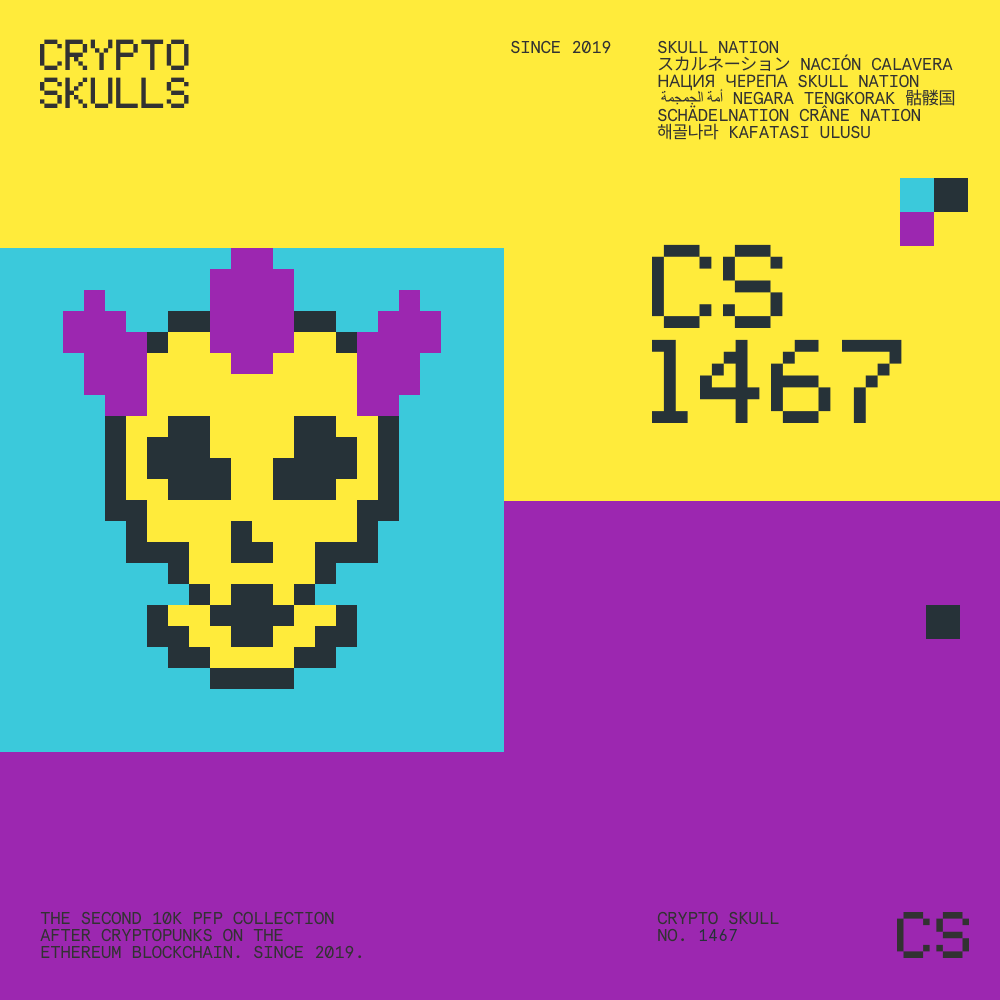 CRYPTO
SKULLS
SINCE 2019
SKULL NATION
スカルネーション NACIÓN CALAVERA
НАЦИЯ ЧЕРЕПА SKULL NATION
أمة الجمجمة NEGARA TENGKORAK 骷髅国
SCHÄDELNATION CRÂNE NATION
해골나라 KAFATASI ULUSU
CS
1467
THE SECOND 10K PFP COLLECTION
AFTER CRYPTOPUNKS ON THE
ETHEREUM BLOCKCHAIN. SINCE 2019.
CRYPTO SKULL
NO. 1467
CS